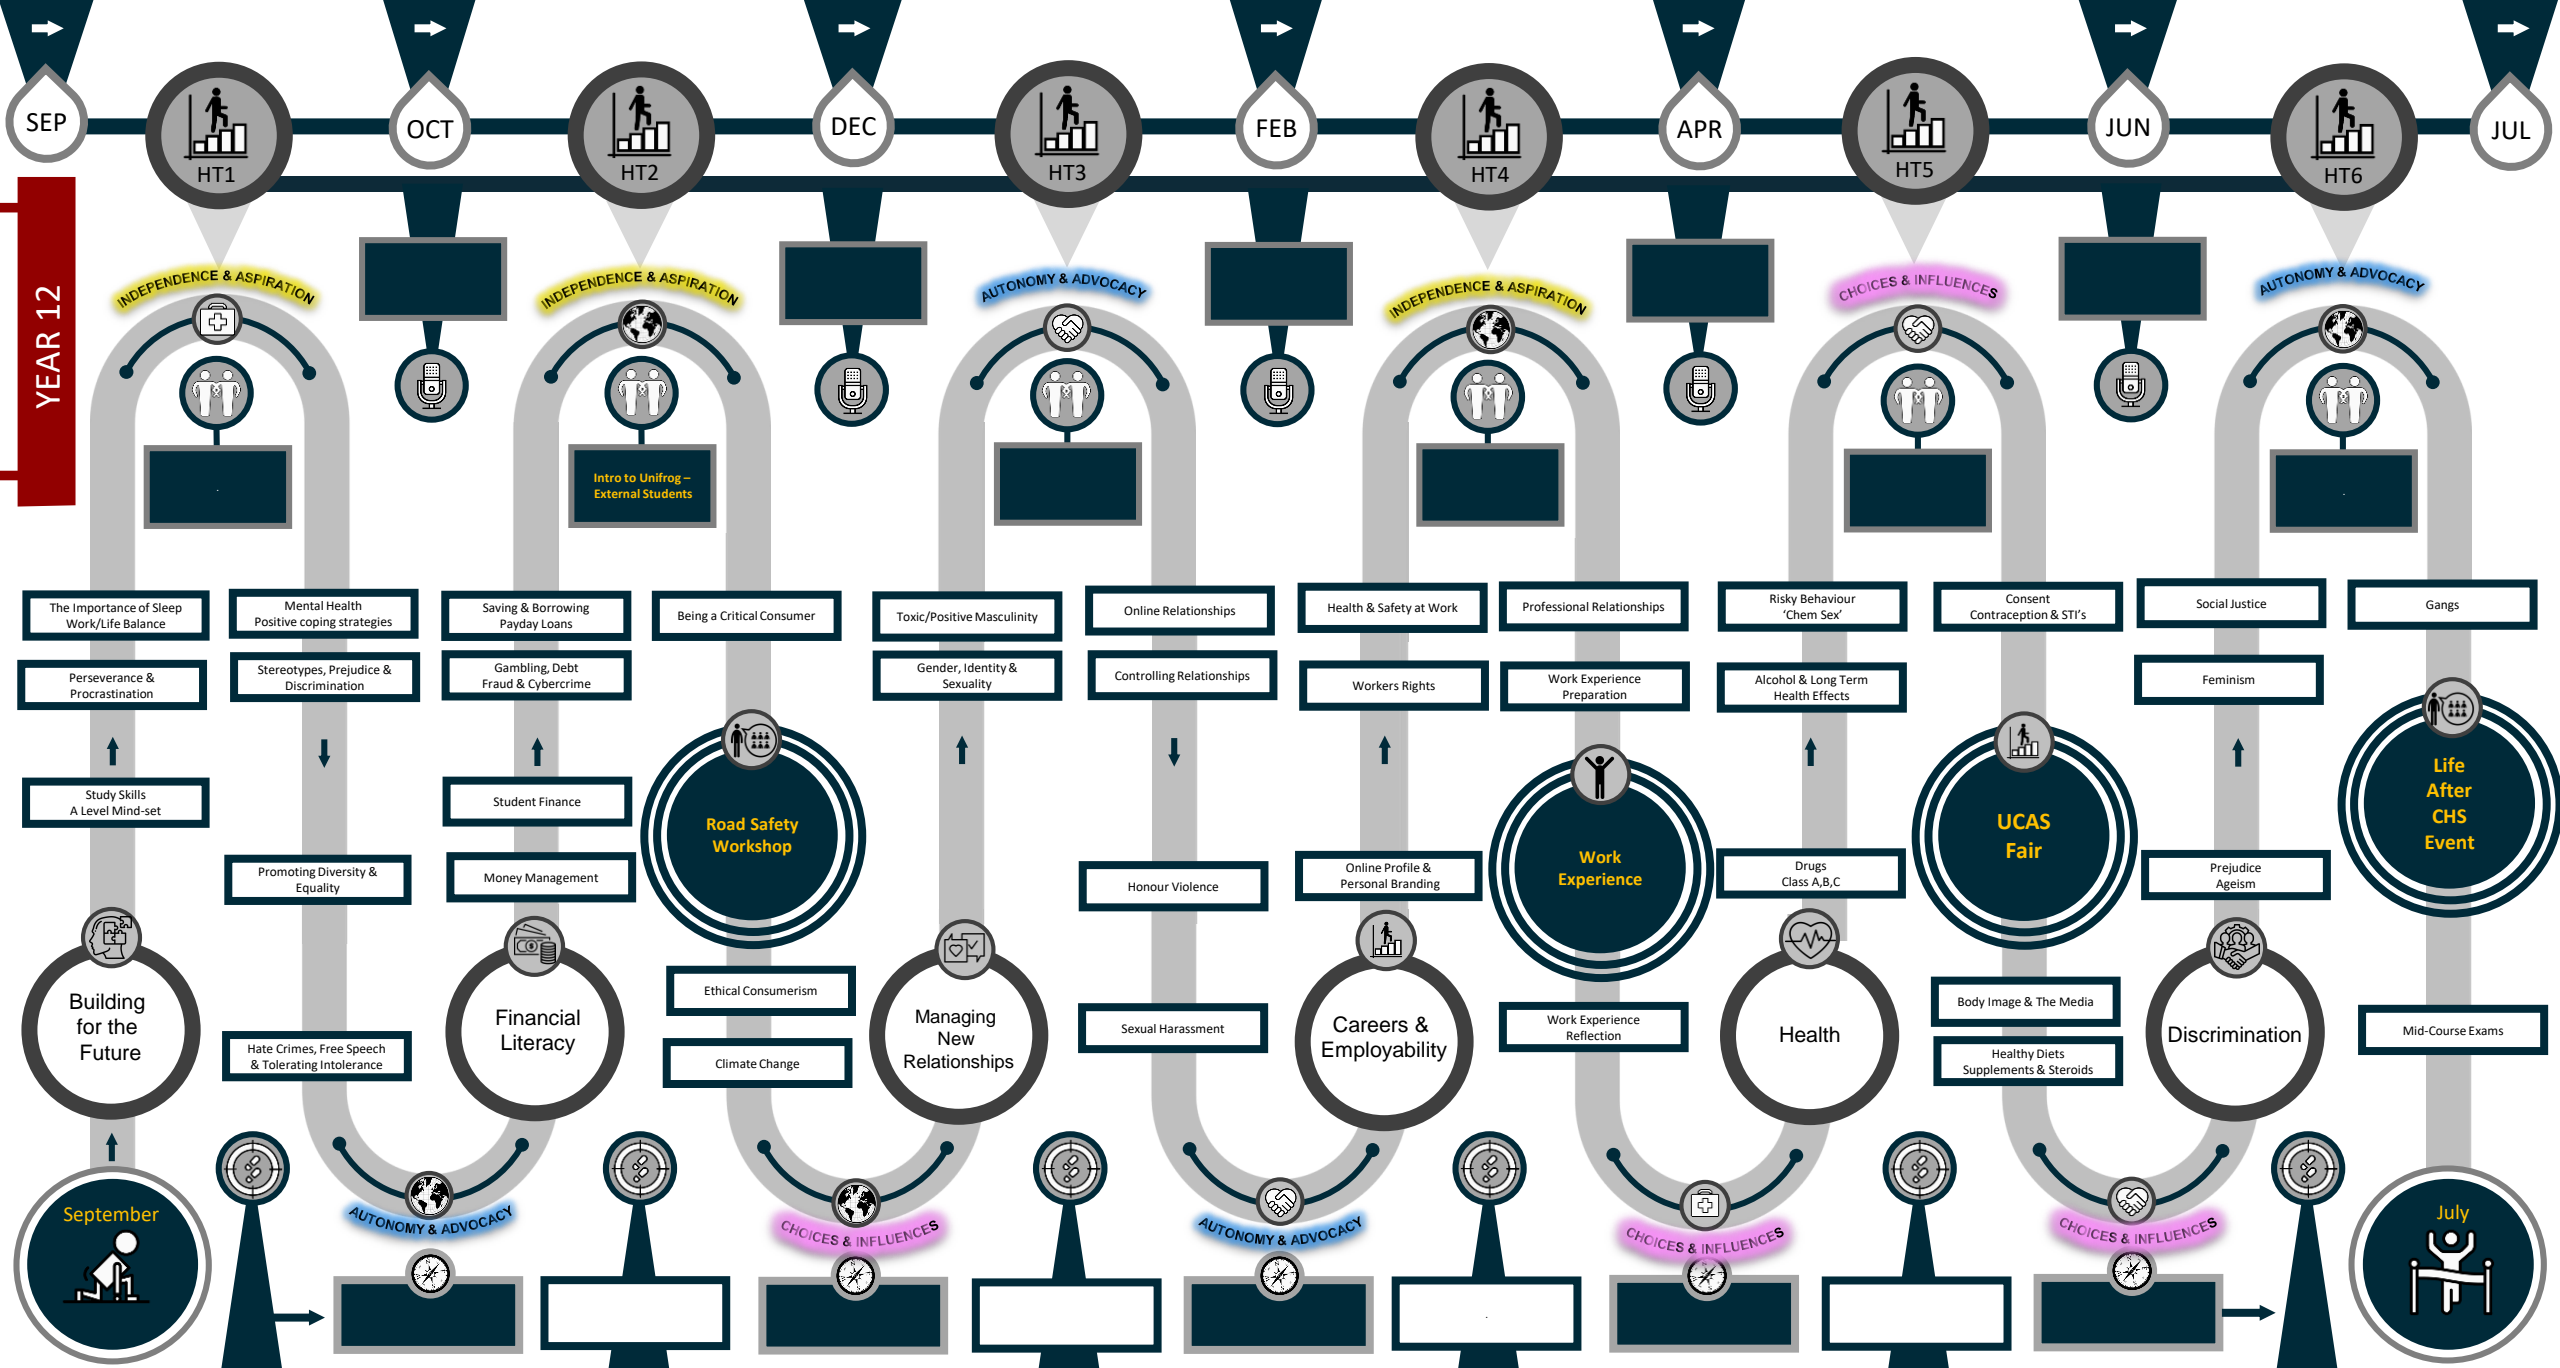 SEP
OCT
DEC
FEB
APR
JUN
JUL
HT1
HT2
HT3
HT4
HT5
HT6
YEAR 12
INDEPENDENCE & ASPIRATION
INDEPENDENCE & ASPIRATION
AUTONOMY & ADVOCACY
INDEPENDENCE & ASPIRATION
CHOICES & INFLUENCES
AUTONOMY & ADVOCACY
Intro to Unifrog –
External Students
The Importance of Sleep
Work/Life Balance
Perseverance &
Procrastination
Study Skills
A Level Mind-set
Building
for the
Future
September
Mental Health
Positive coping strategies
Stereotypes, Prejudice &
Discrimination
Promoting Diversity &
Equality
Hate Crimes, Free Speech
& Tolerating Intolerance
AUTONOMY & ADVOCACY
Saving & Borrowing
Payday Loans
Gambling, Debt
Fraud & Cybercrime
Student Finance
Money Management
Financial
Literacy
Being a Critical Consumer
Road Safety
Workshop
Ethical Consumerism
Climate Change
CHOICES & INFLUENCES
Toxic/Positive Masculinity
Gender, Identity &
Sexuality
Managing
New
Relationships
Online Relationships
Controlling Relationships
Honour Violence
Sexual Harassment
AUTONOMY & ADVOCACY
Health & Safety at Work
Workers Rights
Online Profile &
Personal Branding
Careers &
Employability
Professional Relationships
Work Experience
Preparation
Work
Experience
Work Experience
Reflection
CHOICES & INFLUENCES
Risky Behaviour
‘Chem Sex’
Alcohol & Long Term
Health Effects
Drugs
Class A,B,C
Health
Consent
Contraception & STI’s
UCAS
Fair
Body Image & The Media
Healthy Diets
Supplements & Steroids
CHOICES & INFLUENCES
Social Justice
Feminism
Prejudice
Ageism
Discrimination
Gangs
Life
After
CHS
Event
Mid-Course Exams
July